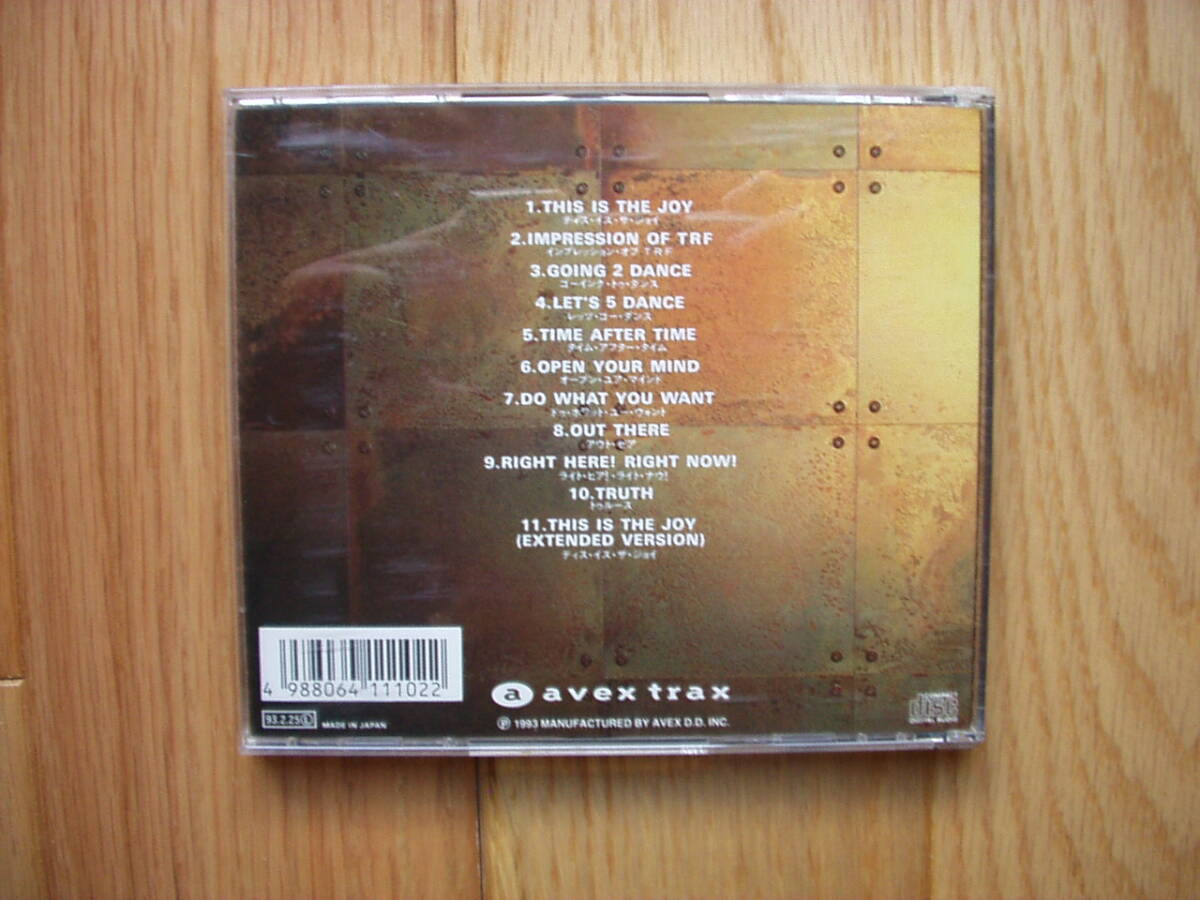 1.THIS IS THE JOY
ディス・イズ・ザ・ジョイ
2.IMPRESSION OF TRF
インプレッション・オブ TRF
3.GOING 2 DANCE
ゴーイング・トゥ・ダンス
4.LET'S 5 DANCE
レッツ・ゴー・ダンス
5.TIME AFTER TIME
タイム・アフター・タイム
6.OPEN YOUR MIND
オープン・ユア・マインド
7.DO WHAT YOU WANT
ドゥ・ホワット・ユー・ウォント
8.OUT THERE
アウト・ゼア
9.RIGHT HERE! RIGHT NOW!
ライト・ヒア!・ライト・ナウ!
10.TRUTH
トゥルース
11.THIS IS THE JOY
(EXTENDED VERSION)
ディス・イズ・ザ・ジョイ
4 988064 111022
a avex trax
COMPACT
disc
DIGITAL AUDIO
93.2.25 L MADE IN JAPAN
Ⓟ 1993 MANUFACTURED BY AVEX D.D. INC.